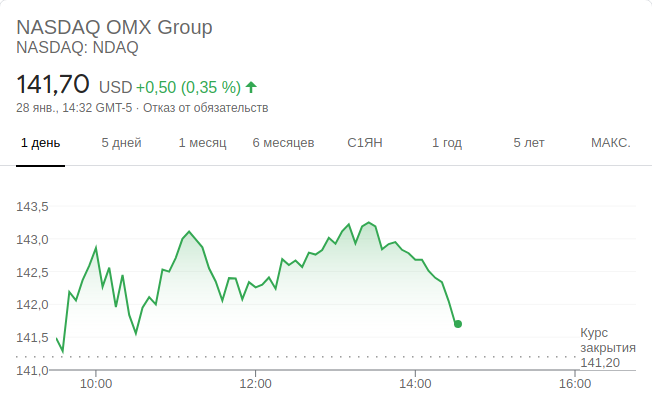 NASDAQ OMX Group
NASDAQ: NDAQ
141,70 USD +0,50 (0,35 %)
28 янв., 14:32 GMT-5 · Отказ от обязательств
1 день 5 дней 1 месяц 6 месяцев С1ЯН 1 год 5 лет МАКС.
143,5
143,0
142,5
142,0
141,5
Курс
закрытия
141,20
141,0
10:00 12:00 14:00 16:00